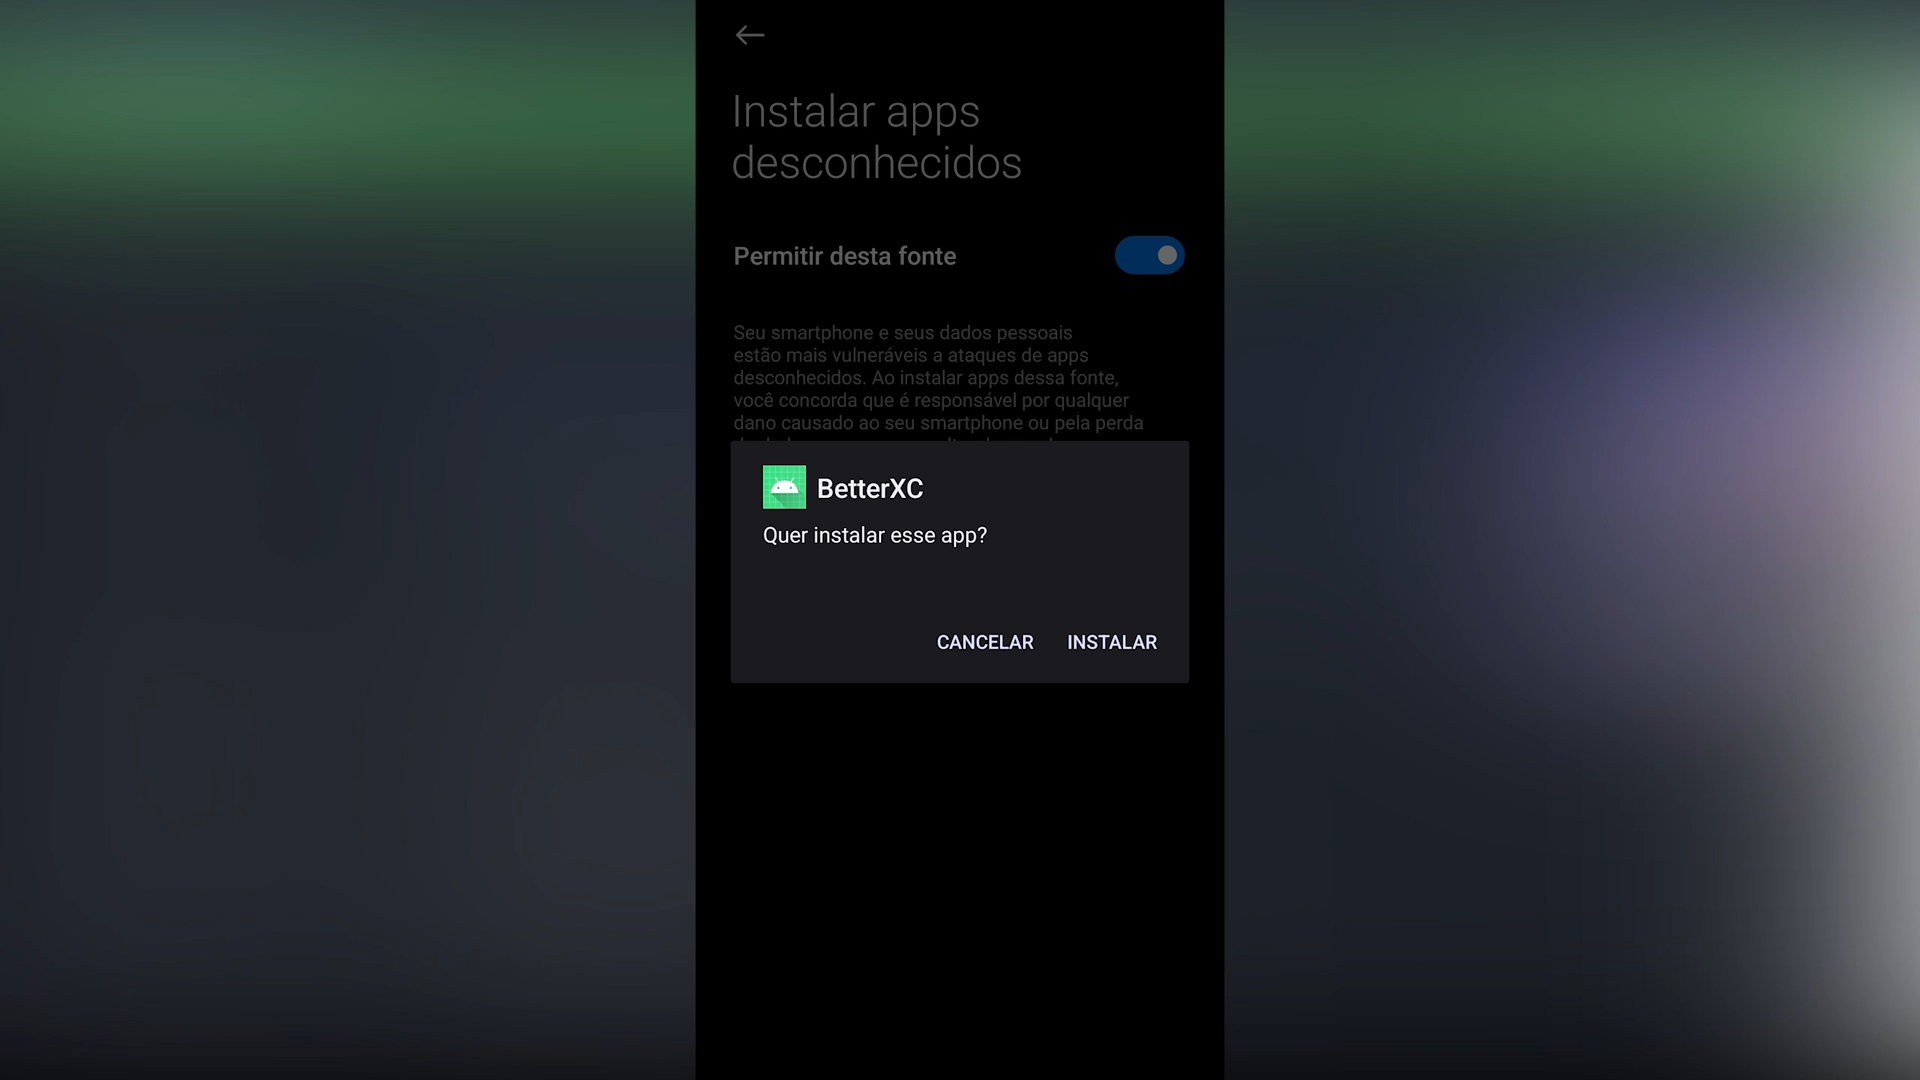 Instalar apps
desconhecidos
Permitir desta fonte
Seu smartphone e seus dados pessoais
estão mais vulneráveis a ataques de apps
desconhecidos. Ao instalar apps dessa fonte,
você concorda que é responsável por qualquer
dano causado ao seu smartphone ou pela perda
BetterXC
Quer instalar esse app?
CANCELAR INSTALAR